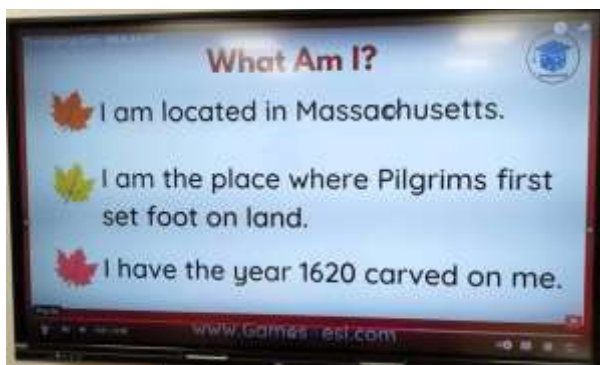 What Am I?
I am located in Massachusetts.
I am the place where Pilgrims first
set foot on land.
I have the year 1620 carved on me.